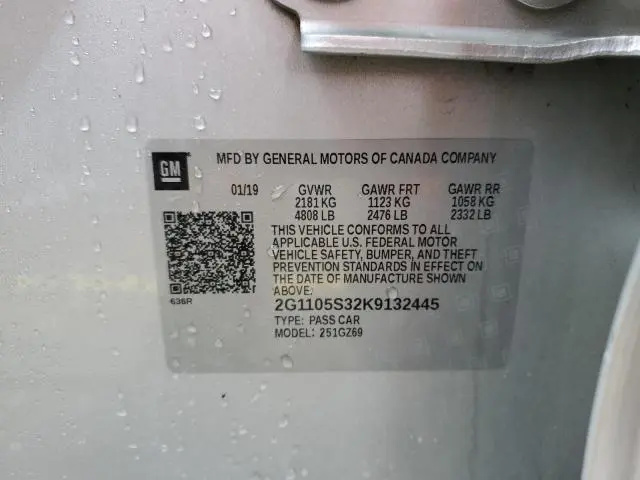 GM
MFD BY GENERAL MOTORS OF CANADA COMPANY
01/19 GVWR GAWR FRT GAWR RR
2181 KG 1123 KG 1058 KG
4808 LB 2476 LB 2332 LB
THIS VEHICLE CONFORMS TO ALL
APPLICABLE U.S. FEDERAL MOTOR
VEHICLE SAFETY, BUMPER, AND THEFT
PREVENTION STANDARDS IN EFFECT ON
THE DATE OF MANUFACTURE SHOWN
ABOVE.
636R
2G1105S32K9132445
TYPE: PASS CAR
MODEL: 251GZ69